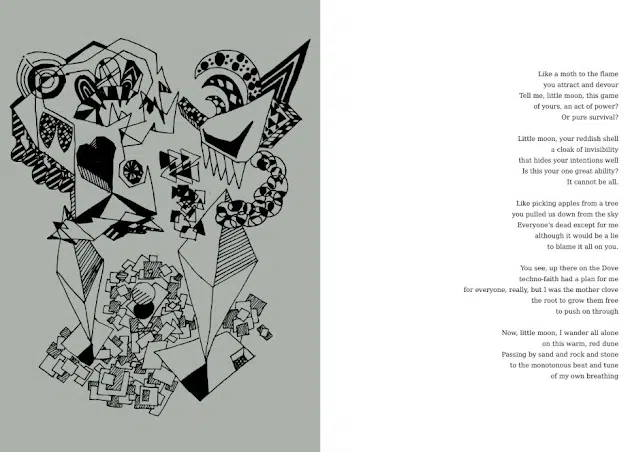 Like a moth to the flame
you attract and devour
Tell me, little moon, this game
of yours, an act of power?
Or pure survival?
Little moon, your reddish shell
a cloak of invisibility
that hides your intentions well
Is this your one great ability?
It cannot be all.
Like picking apples from a tree
you pulled us down from the sky
Everyone's dead except for me
although it would be a lie
to blame it all on you.
You see, up there on the Dove
techno-faith had a plan for me
for everyone, really, but I was the mother clove
the root to grow them free
to push on through
Now, little moon, I wander all alone
on this warm, red dune
Passing by sand and rock and stone
to the monotonous beat and tune
of my own breathing